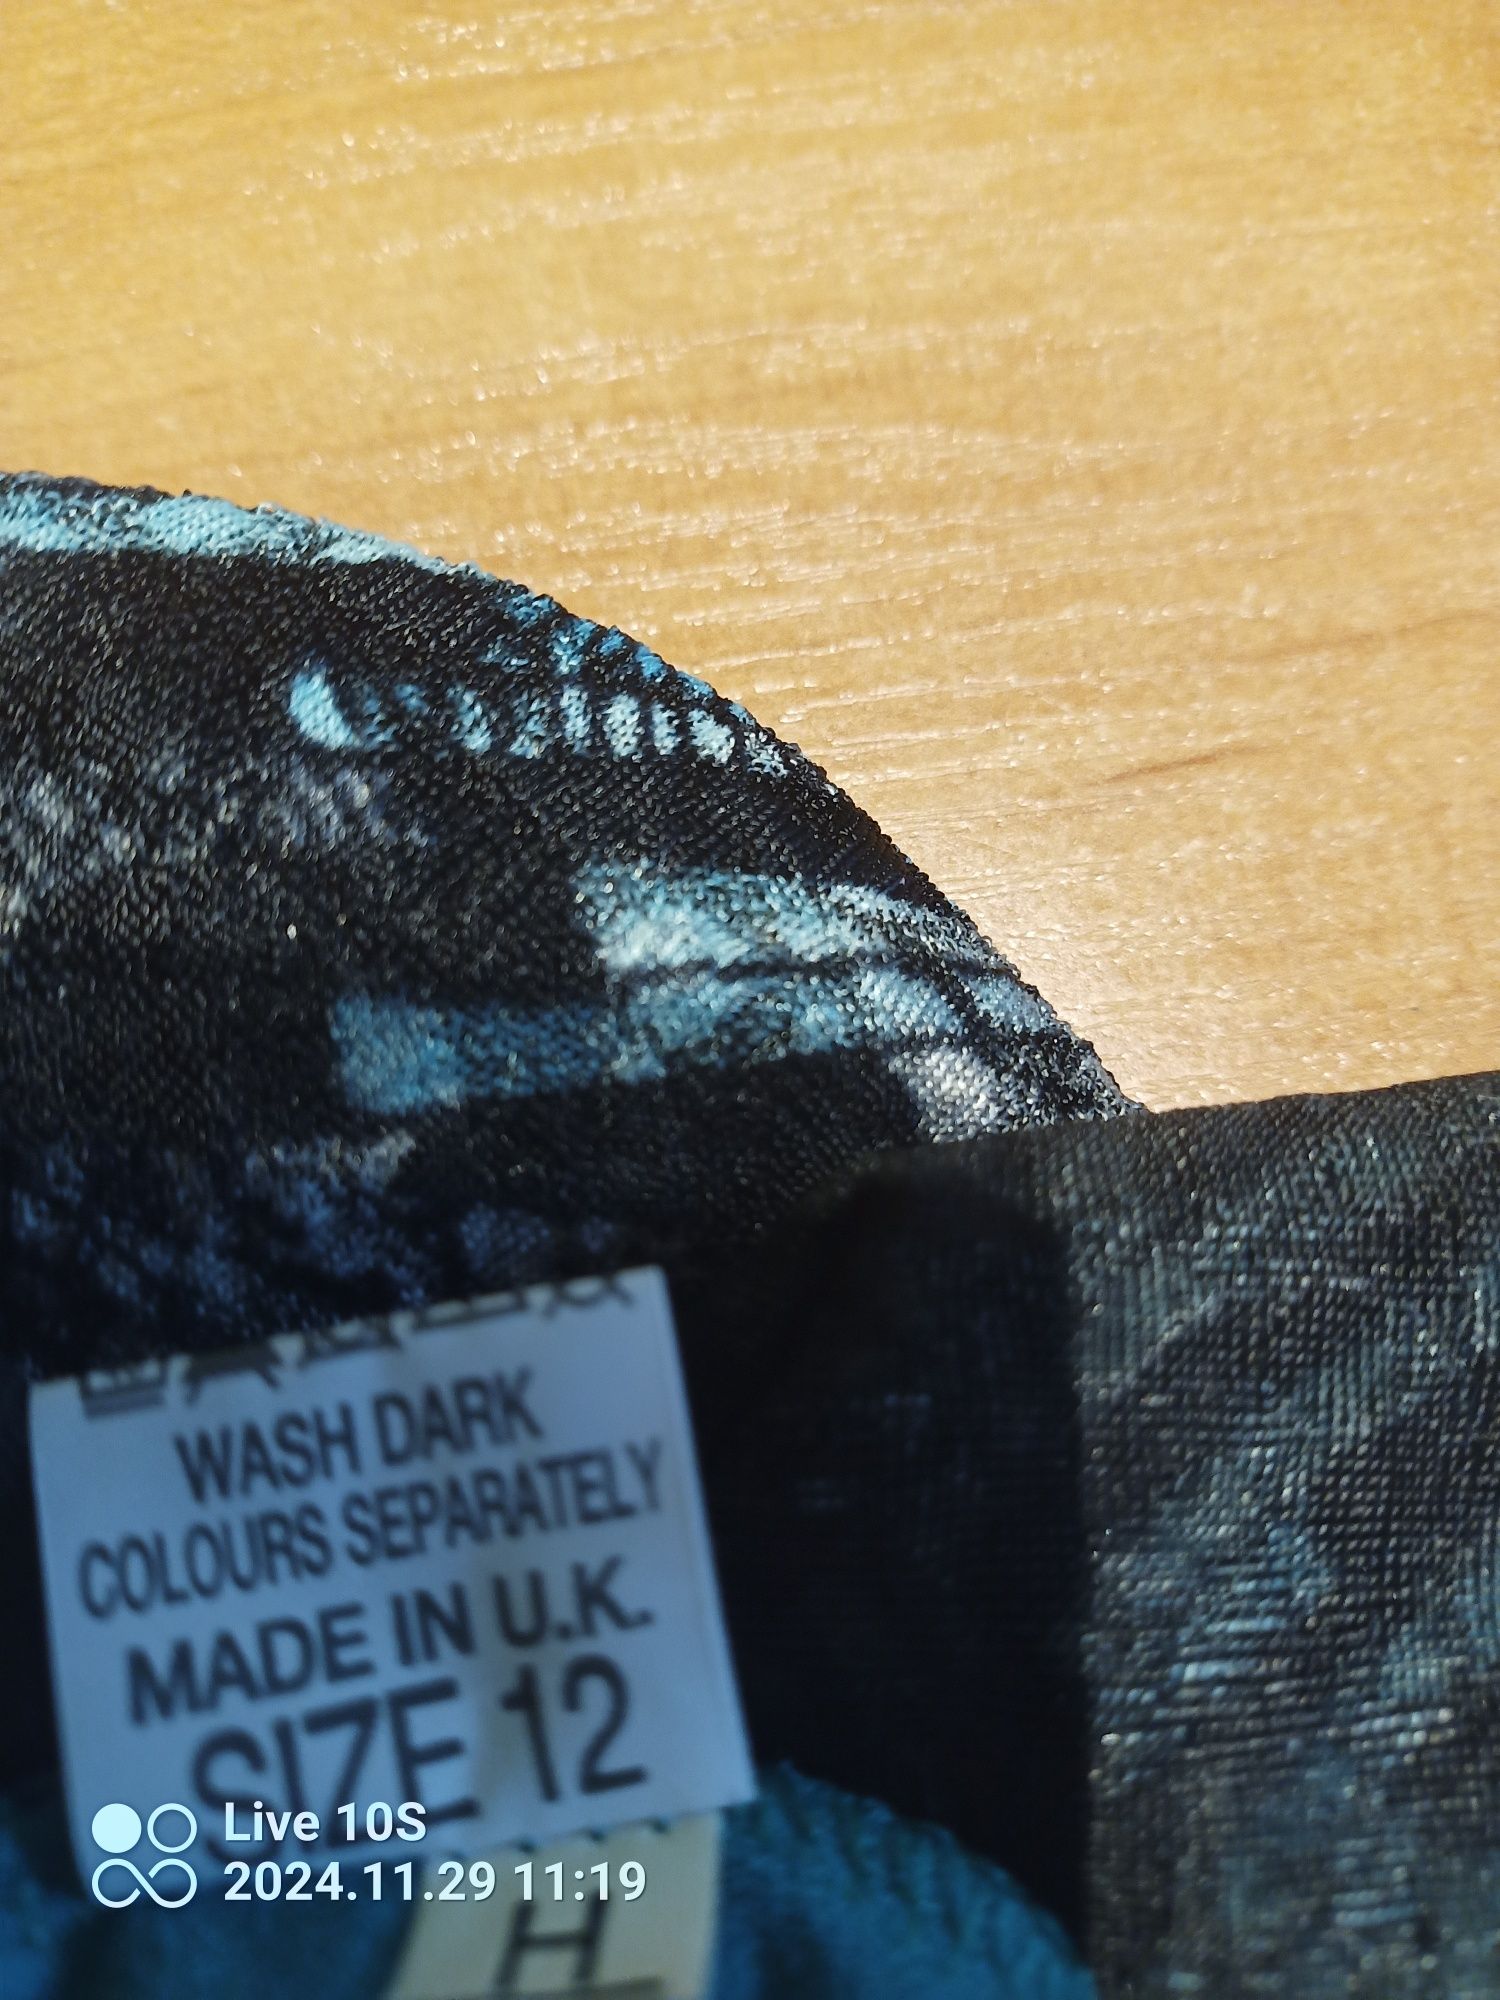 WASH DARK
COLOURS SEPARATELY
MADE IN U.K.
SIZE 12
Live 10S
2024.11.29 11:19
H